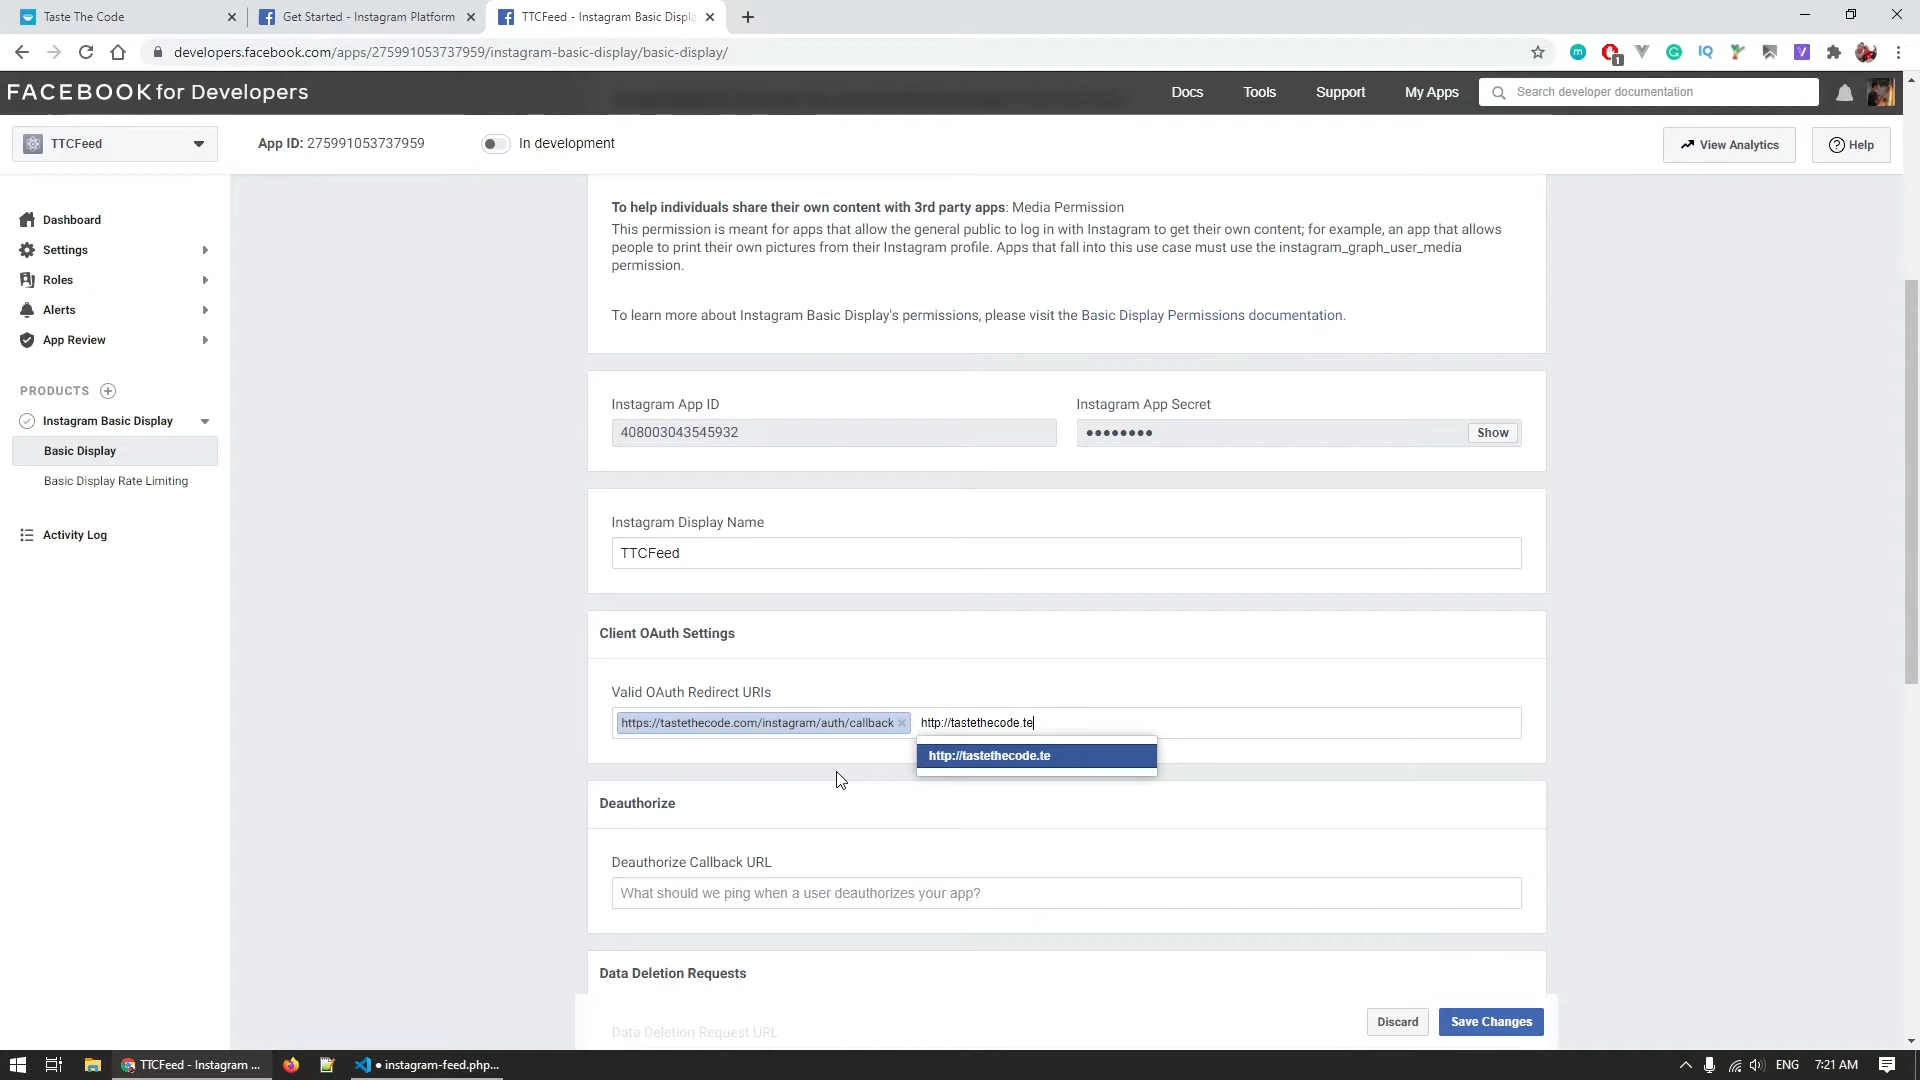 Taste The Code
Get Started - Instagram Platform
TTCFeed - Instagram Basic Displa
developers.facebook.com/apps/275991053737959/instagram-basic-display/basic-display/
1
FACEBOOK for Developers
Docs
Tools
Support
My Apps
Search developer documentation
TTCFeed
App ID: 275991053737959
In development
View Analytics
Help
Dashboard
Settings
Roles
Alerts
App Review
PRODUCTS
Instagram Basic Display
Basic Display
Basic Display Rate Limiting
Activity Log
To help individuals share their own content with 3rd party apps: Media Permission
This permission is meant for apps that allow the general public to log in with Instagram to get their own content; for example, an app that allows
people to print their own pictures from their Instagram profile. Apps that fall into this use case must use the instagram_graph_user_media
permission.
To learn more about Instagram Basic Display's permissions, please visit the Basic Display Permissions documentation.
Instagram App ID
408003043545932
Instagram App Secret
••••••••
Show
Instagram Display Name
TTCFeed
Client OAuth Settings
Valid OAuth Redirect URIs
https://tastethecode.com/instagram/auth/callback
http://tastethecode.te
http://tastethecode.te
Deauthorize
Deauthorize Callback URL
What should we ping when a user deauthorizes your app?
Data Deletion Requests
Data Deletion Request URL
Discard
Save Changes
TTCFeed - Instagram ...
● instagram-feed.php...
ENG
7:21 AM